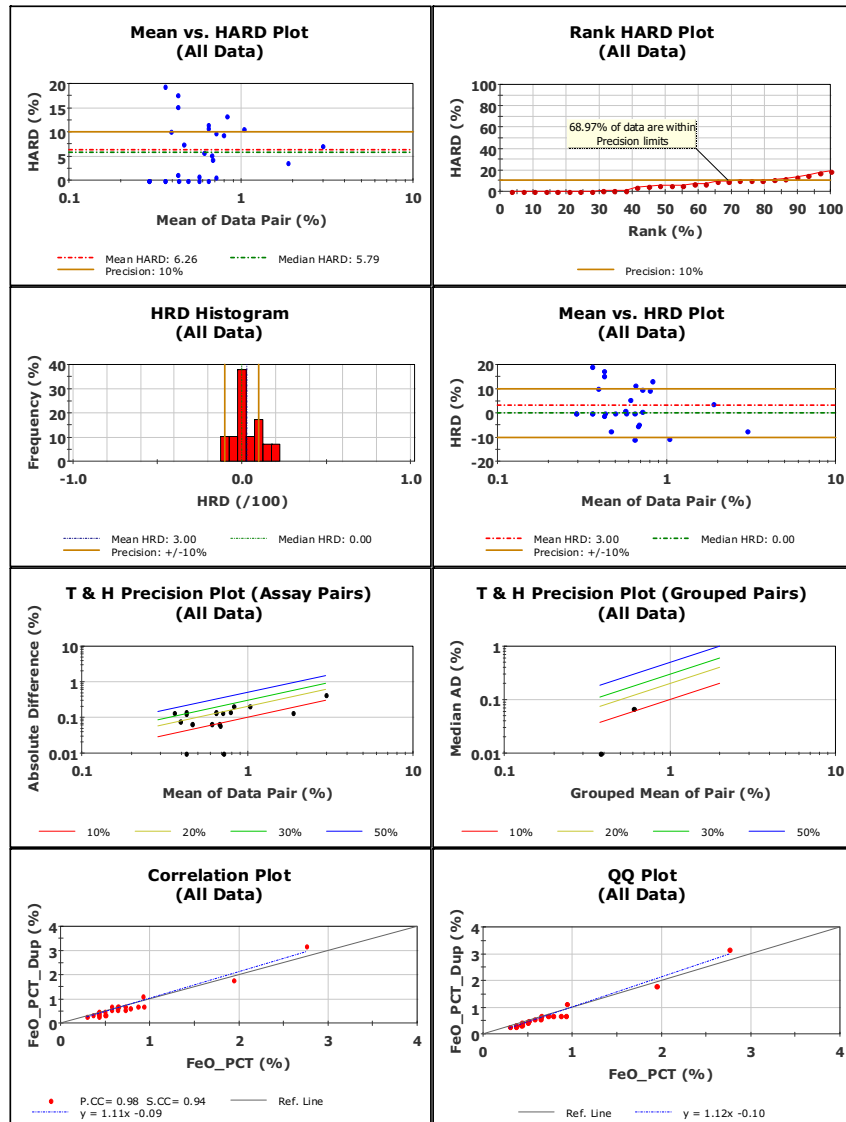 Mean vs. HARD Plot
(All Data)
HARD (%)
20
15
10
5
0
0.1
1
10
Mean of Data Pair (%)
Mean HARD: 6.26
Median HARD: 5.79
Precision: 10%
Rank HARD Plot
(All Data)
HARD (%)
100
80
60
40
20
0
68.97% of data are within
Precision limits
0 10 20 30 40 50 60 70 80 90 100
Rank (%)
Precision: 10%
HRD Histogram
(All Data)
Frequency (%)
40
30
20
10
0
-1.0
0.0
1.0
HRD (/100)
Mean HRD: 3.00
Median HRD: 0.00
Precision: +/-10%
Mean vs. HRD Plot
(All Data)
HRD (%)
20
10
0
-10
-20
0.1
1
10
Mean of Data Pair (%)
Mean HRD: 3.00
Median HRD: 0.00
Precision: +/-10%
T & H Precision Plot (Assay Pairs)
(All Data)
Absolute Difference (%)
10
1
0.1
0.01
0.1
1
10
Mean of Data Pair (%)
10%
20%
30%
50%
T & H Precision Plot (Grouped Pairs)
(All Data)
Median AD (%)
1
0.1
0.01
0.1
1
10
Grouped Mean of Pair (%)
10%
20%
30%
50%
Correlation Plot
(All Data)
FeO_PCT_Dup (%)
4
3
2
1
0
0 1 2 3 4
FeO_PCT (%)
P.CC= 0.98 S.CC= 0.94
Ref. Line
y = 1.11x -0.09
QQ Plot
(All Data)
FeO_PCT_Dup (%)
4
3
2
1
0
0 1 2 3 4
FeO_PCT (%)
Ref. Line
y = 1.12x -0.10